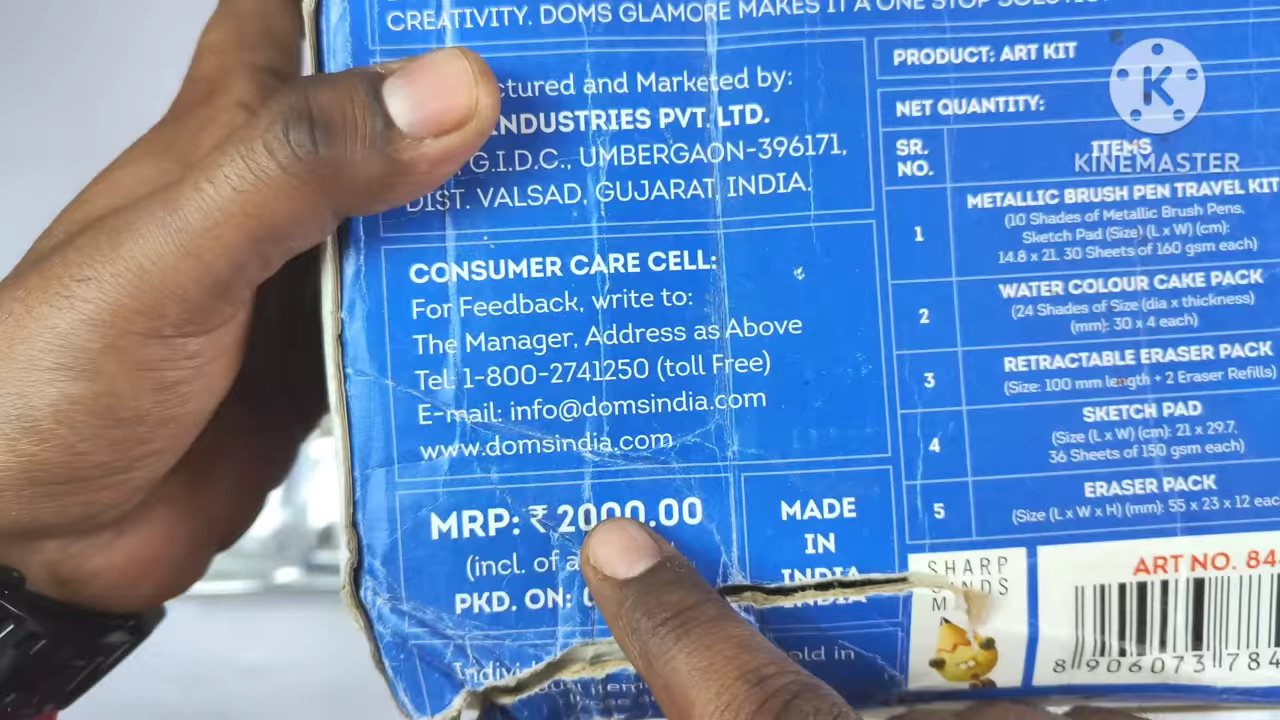 CREATIVITY. DOMS GLAMORE MAKES IT A ONE STOP
ctured and Marketed by:
INDUSTRIES PVT. LTD.
G.I.D.C., UMBERGAON-396171,
DIST. VALSAD, GUJARAT, INDIA.
CONSUMER CARE CELL:
For Feedback, write to:
The Manager, Address as Above
Tel: 1-800-2741250 (toll Free)
E-mail: info@domsindia.com
www.domsindia.com
MRP: ₹ 2000.00
(incl. of a
PKD. ON:
MADE
IN
INDIA
old in
PRODUCT: ART KIT
NET QUANTITY:
SR.
NO.
ITEMS
1
METALLIC BRUSH PEN TRAVEL KIT
(10 Shades of Metallic Brush Pens,
Sketch Pad (Size) (L x W) (cm):
14.8 x 21. 30 Sheets of 160 gsm each)
2
WATER COLOUR CAKE PACK
(24 Shades of Size (dia x thickness)
(mm): 30 x 4 each)
3
RETRACTABLE ERASER PACK
(Size: 100 mm length + 2 Eraser Refills)
4
SKETCH PAD
(Size (L x W) (cm): 21 x 29.7,
36 Sheets of 150 gsm each)
5
ERASER PACK
(Size (L x W x H) (mm): 55 x 23 x 12 eac
SHARP
ART NO. 84
8 906073 784
K
KINEMASTER